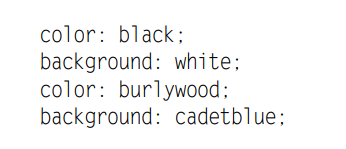 color: black;
background: white;
color: burlywood;
background: cadetblue;